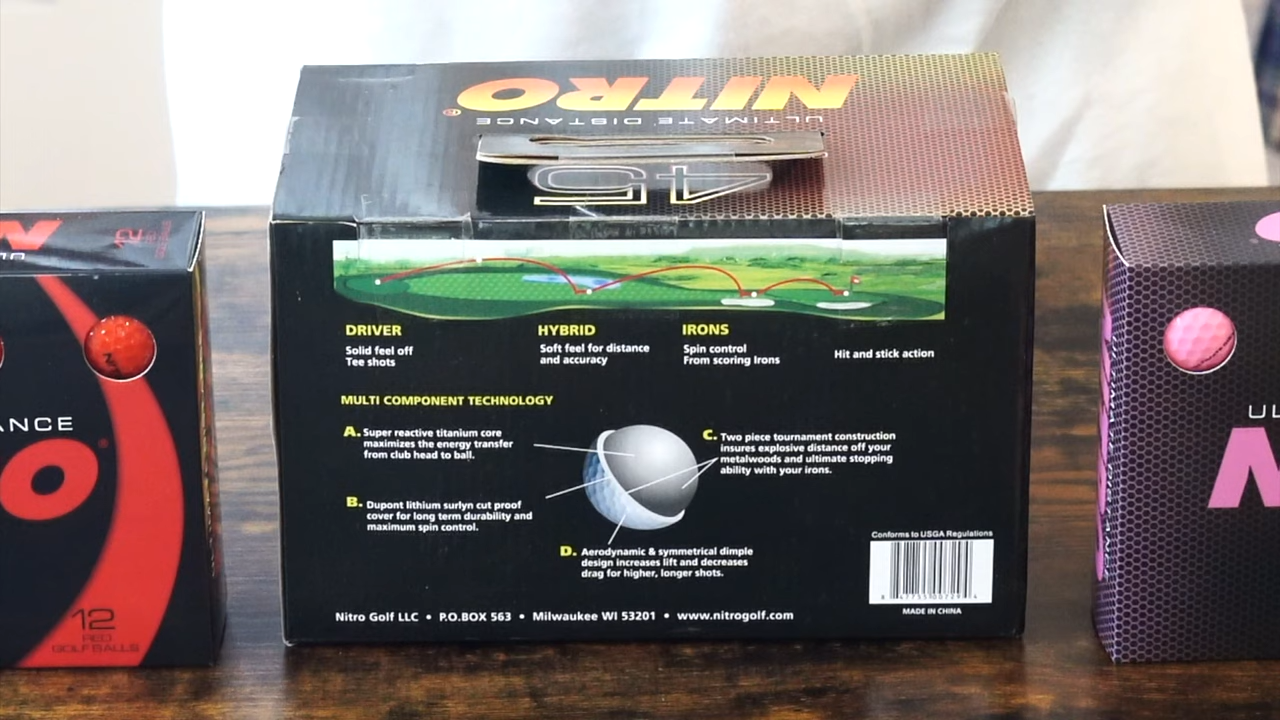 NITRO®
ULTIMATE DISTANCE
45
DRIVER
Solid feel off
Tee shots
HYBRID
Soft feel for distance
and accuracy
IRONS
Spin control
From scoring Irons
Hit and stick action
MULTI COMPONENT TECHNOLOGY
A. Super reactive titanium core
maximizes the energy transfer
from club head to ball.
B. Dupont lithium surlyn cut proof
cover for long term durability and
maximum spin control.
C. Two piece tournament construction
insures explosive distance off your
metalwoods and ultimate stopping
ability with your irons.
D. Aerodynamic & symmetrical dimple
design increases lift and decreases
drag for higher, longer shots.
Conforms to USGA Regulations
MADE IN CHINA
Nitro Golf LLC • P.O.BOX 563 • Milwaukee WI 53201 • www.nitrogolf.com
N
UL
12
ANCE
O
12
RED
GOLF BALLS
UL
N